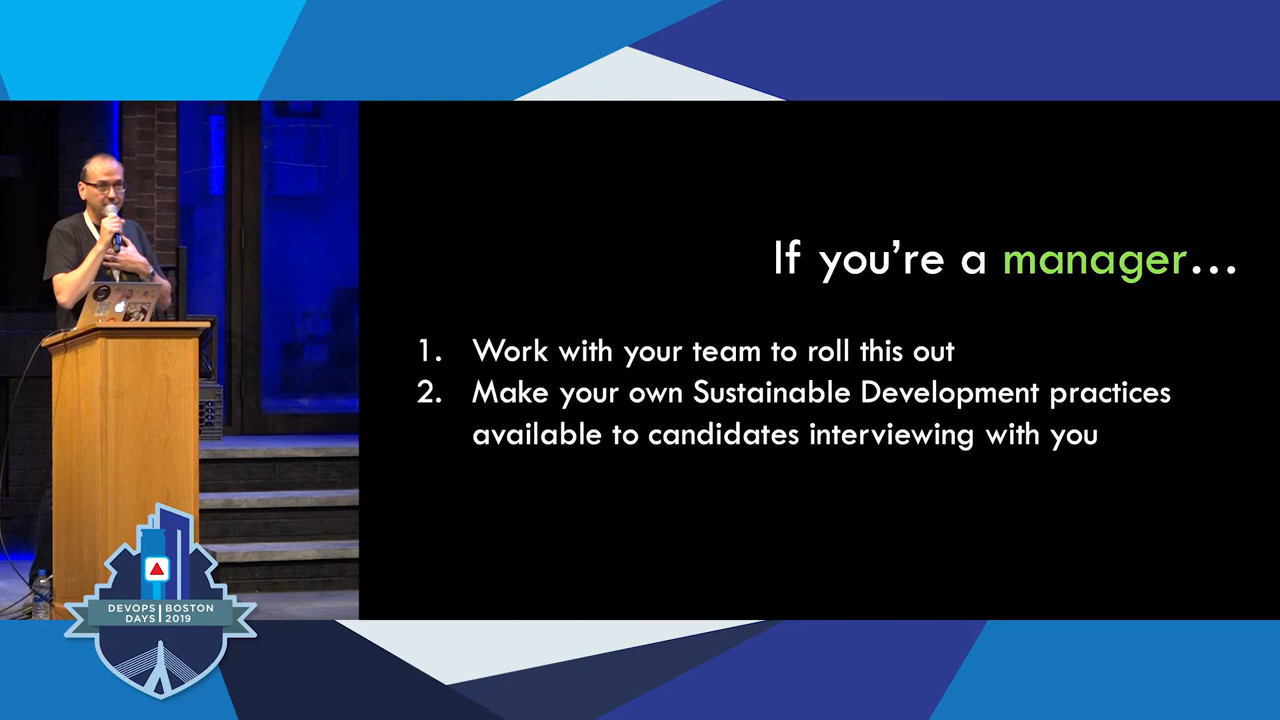 If you're a manager...
1. Work with your team to roll this out
2. Make your own Sustainable Development practices
available to candidates interviewing with you
DEVOPS BOSTON
DAYS 2019